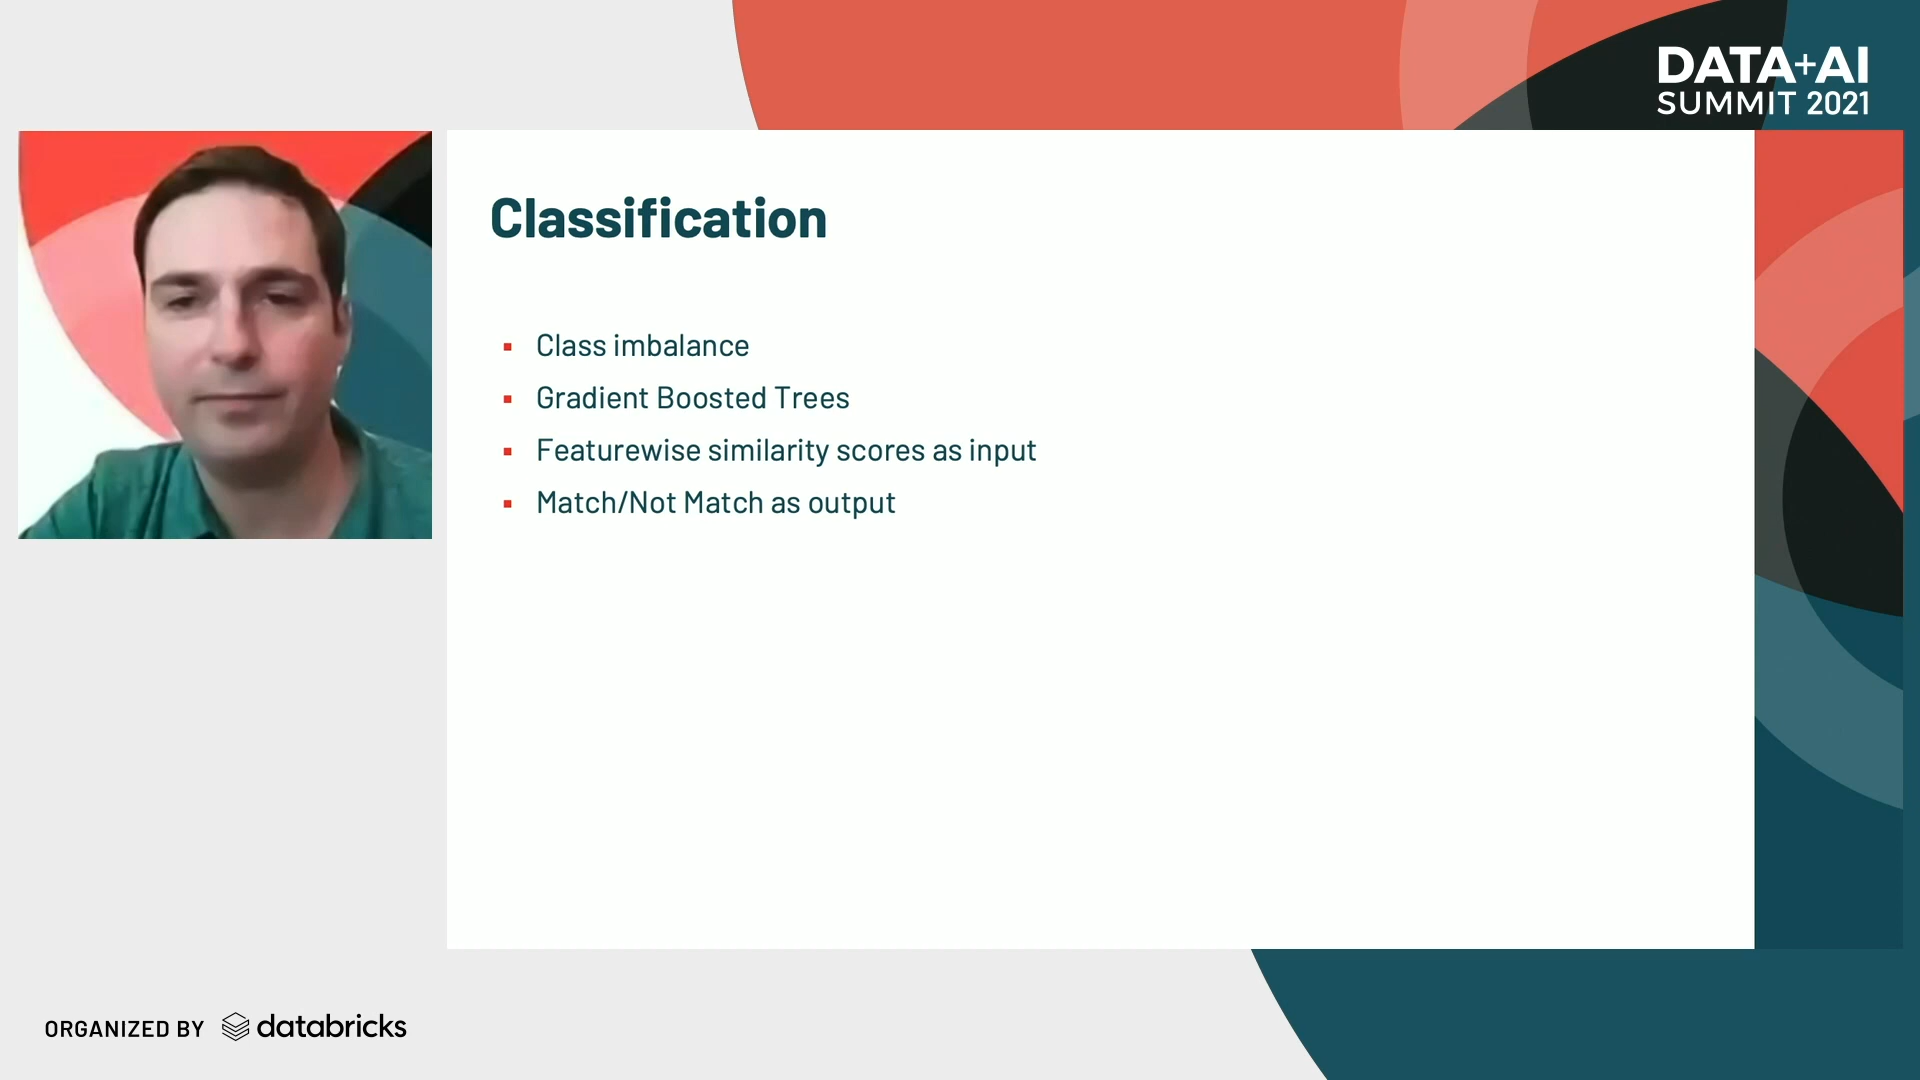 DATA+AI
SUMMIT 2021
Classification
Class imbalance
Gradient Boosted Trees
Featurewise similarity scores as input
Match/Not Match as output
ORGANIZED BY databricks